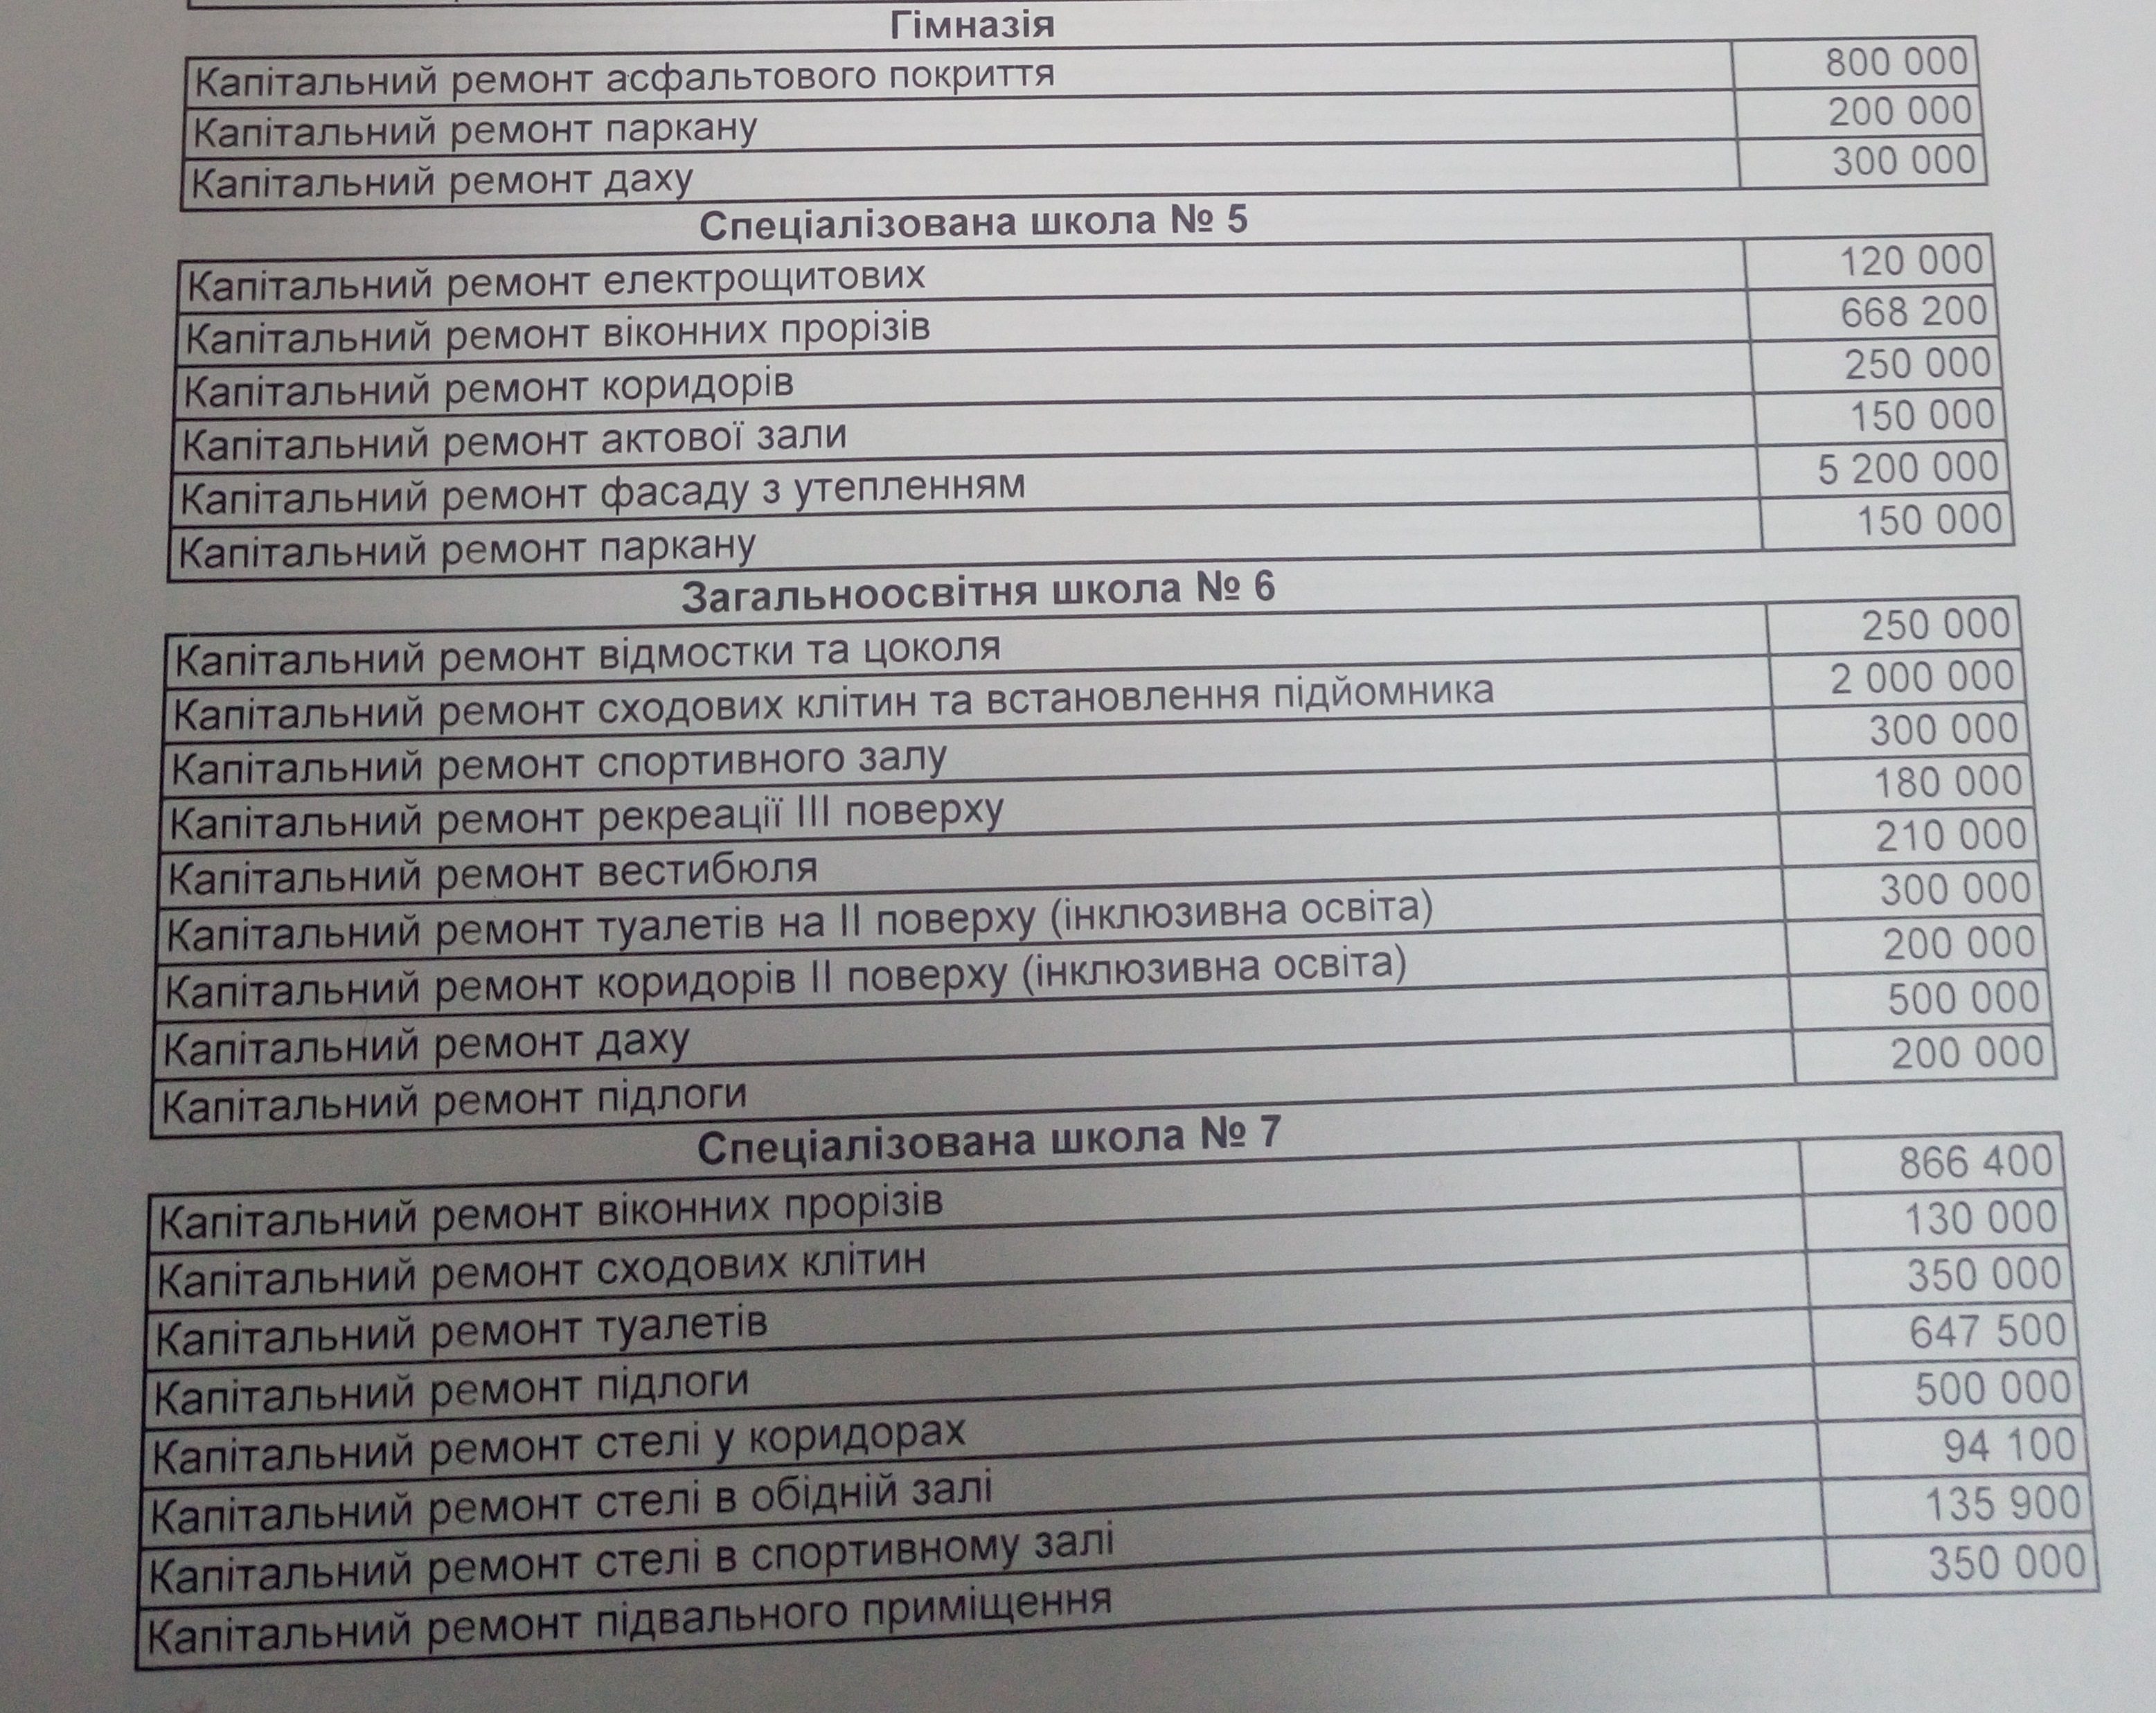 Гімназія
Капітальний ремонт асфальтового покриття 800 000
Капітальний ремонт паркану 200 000
Капітальний ремонт даху 300 000
Спеціалізована школа № 5
Капітальний ремонт електрощитових 120 000
Капітальний ремонт віконних прорізів 668 200
Капітальний ремонт коридорів 250 000
Капітальний ремонт актової зали 150 000
Капітальний ремонт фасаду з утепленням 5 200 000
Капітальний ремонт паркану 150 000
Загальноосвітня школа № 6
Капітальний ремонт відмостки та цоколя 250 000
Капітальний ремонт сходових клітин та встановлення підйомника 2 000 000
Капітальний ремонт спортивного залу 300 000
Капітальний ремонт рекреації III поверху 180 000
Капітальний ремонт вестибюля 210 000
Капітальний ремонт туалетів на II поверху (інклюзивна освіта) 300 000
Капітальний ремонт коридорів II поверху (інклюзивна освіта) 200 000
Капітальний ремонт даху 500 000
Капітальний ремонт підлоги 200 000
Спеціалізована школа № 7
Капітальний ремонт віконних прорізів 866 400
Капітальний ремонт сходових клітин 130 000
Капітальний ремонт туалетів 350 000
Капітальний ремонт підлоги 647 500
Капітальний ремонт стелі у коридорах 500 000
Капітальний ремонт стелі в обідній залі 94 100
Капітальний ремонт стелі в спортивному залі 135 900
Капітальний ремонт підвального приміщення 350 000